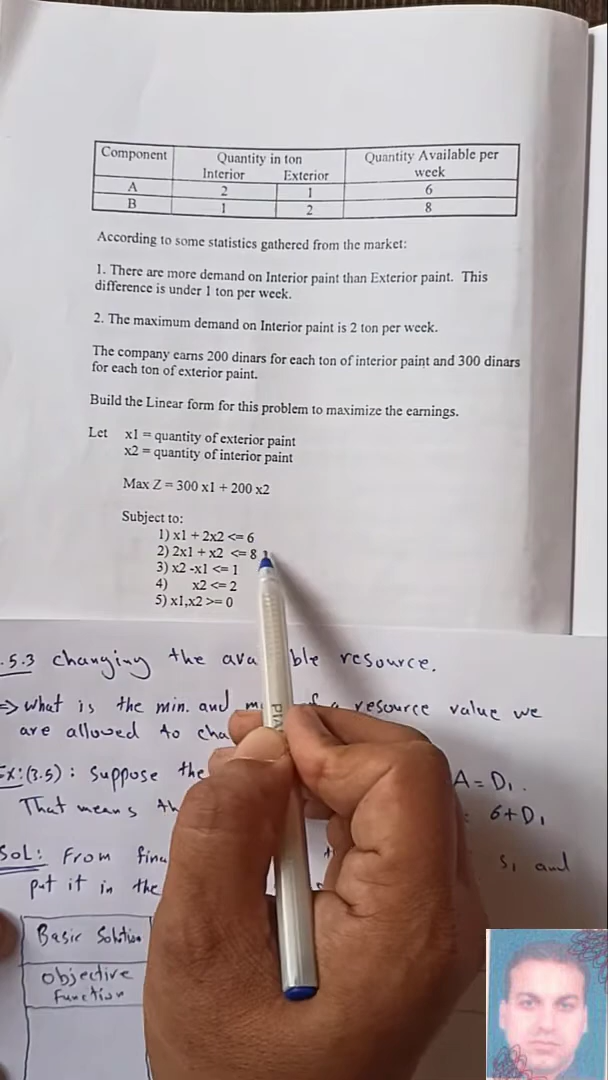 Component Quantity in ton Quantity Available per
Interior Exterior week
A 2 1 6
B 1 2 8
According to some statistics gathered from the market:
1. There are more demand on Interior paint than Exterior paint. This
difference is under 1 ton per week.
2. The maximum demand on Interior paint is 2 ton per week.
The company earns 200 dinars for each ton of interior paint and 300 dinars
for each ton of exterior paint.
Build the Linear form for this problem to maximize the earnings.
Let x1 = quantity of exterior paint
x2 = quantity of interior paint
Max Z = 300 x1 + 200 x2
Subject to:
1) x1 + 2x2 <= 6
2) 2x1 + x2 <= 8
3) x2 -x1 <= 1
4) x2 <= 2
5) x1,x2 >= 0
.5.3 changing the ava ble resource.
=> what is the min. and of a resource value we
are allowed to cha
Ex: (3.5) : Suppose the A = D1.
That means th 6+D1
Sol: From fina S1 and
put it in the
Basic Solution
Objective
Function
PIA